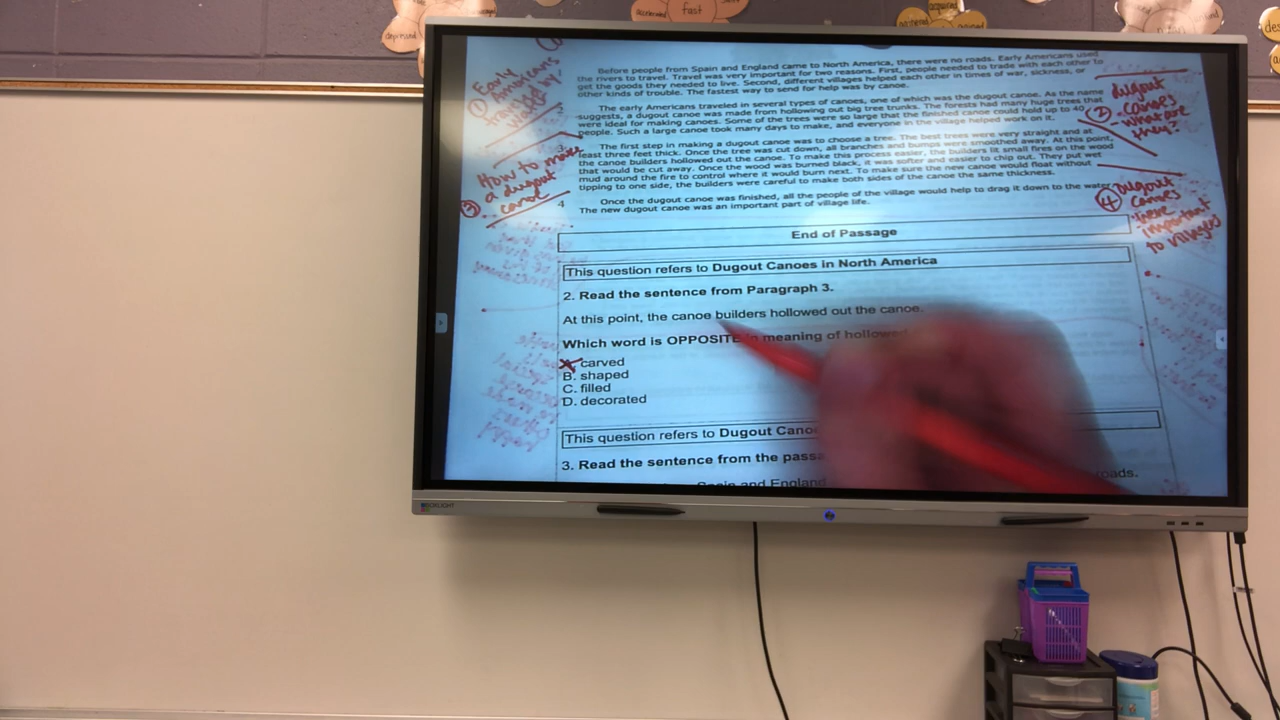 deprived
accelerated
fast
acquired
gained
des
Before people from Spain and England came to North America, there were no roads. Early Americans used
the rivers to travel. Travel was very important for two reasons. First, people needed to trade with each other to
get the goods they needed to live. Second, different villages helped each other in times of war, sickness, or
other kinds of trouble. The fastest way to send for help was by canoe.
① Early
Americans
traveled by
water
The early Americans traveled in several types of canoes, one of which was the dugout canoe. As the name
suggests, a dugout canoe was made from hollowing out big tree trunks. The forests had many huge trees that
were ideal for making canoes. Some of the trees were so large that the finished canoe could hold up to 40
people. Such a large canoe took many days to make, and everyone in the village helped work on it.
② dugout
canoes
what are
they?
3
The first step in making a dugout canoe was to choose a tree. The best trees were very straight and at
least three feet thick. Once the tree was cut down, all branches and bumps were smoothed away. At this point
the canoe builders hollowed out the canoe. To make this process easier, the builders lit small fires on the wood
that would be cut away. Once the wood was burned black, it was softer and easier to chip out. They put wet
mud around the fire to control where it would burn next. To make sure the new canoe would float without
tipping to one side, the builders were careful to make both sides of the canoe the same thickness.
③ How to make
a dugout
canoe
4
Once the dugout canoe was finished, all the people of the village would help to drag it down to the water
The new dugout canoe was an important part of village life.
④ Dugout
canoes
were
important
to villages
End of Passage
This question refers to Dugout Canoes in North America
2. Read the sentence from Paragraph 3.
At this point, the canoe builders hollowed out the canoe.
Which word is OPPOSITE in meaning of hollowed
A. carved
B. shaped
C. filled
D. decorated
This question refers to Dugout Cano
3. Read the sentence from the passa
Spain and England
roads.